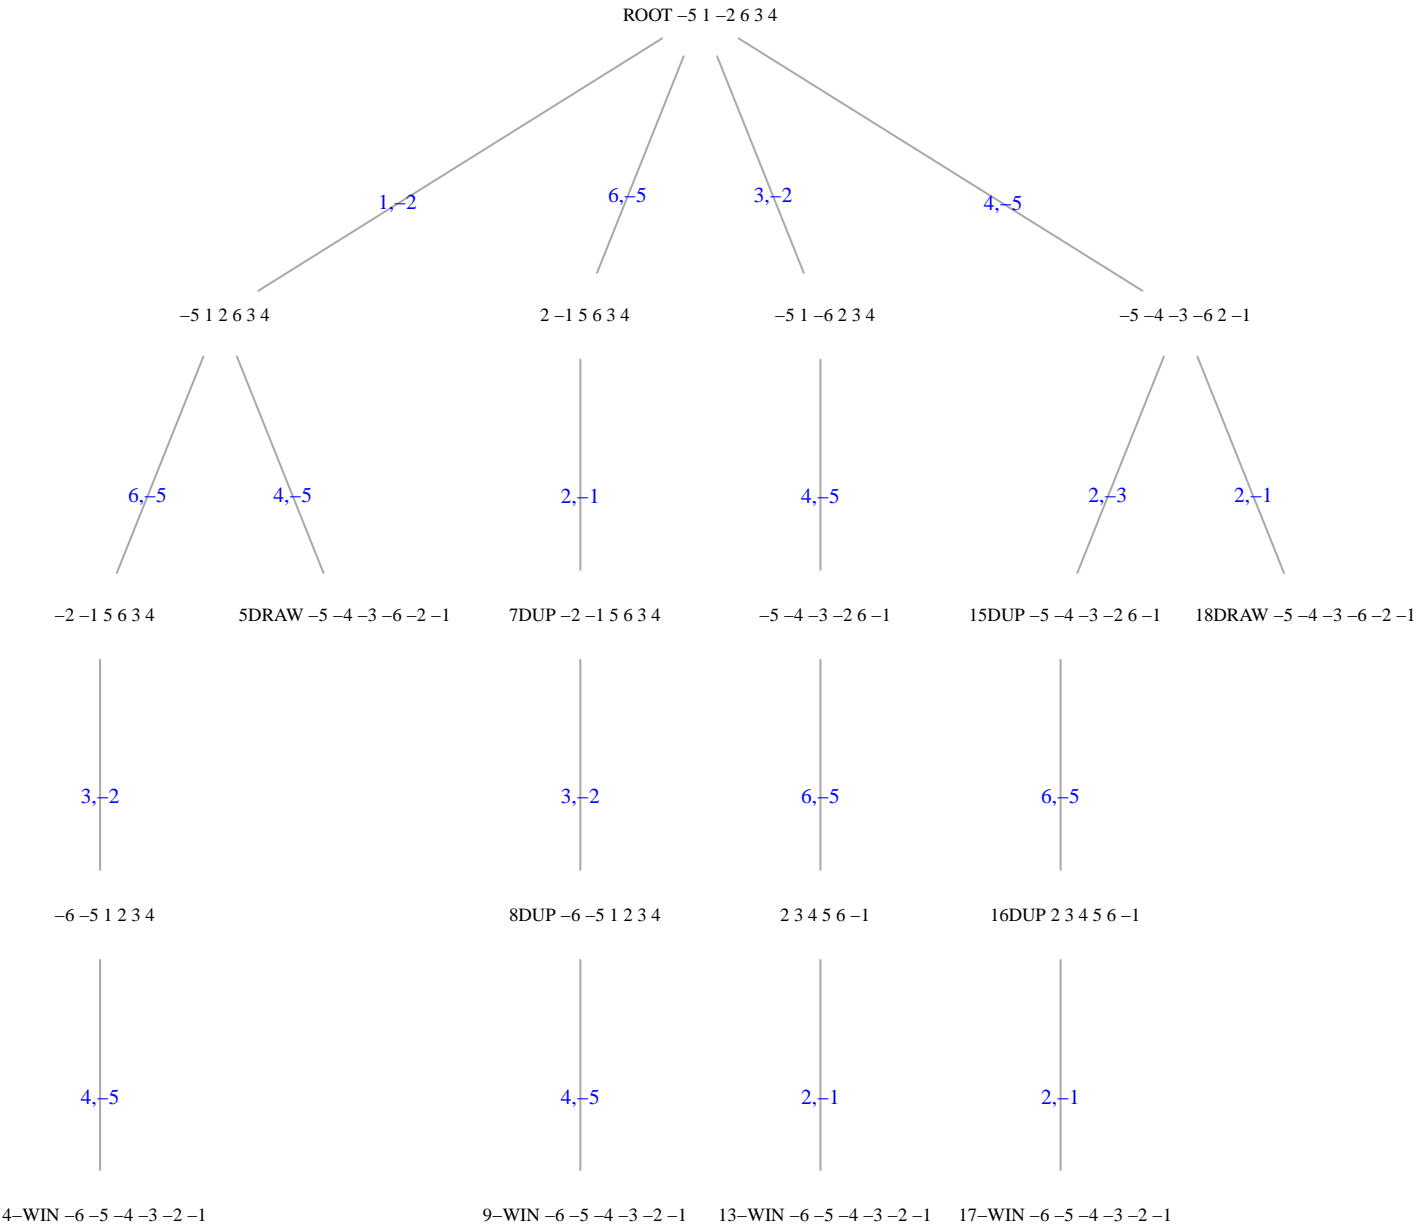 ROOT –5 1 –2 6 3 4
1,–2
6,–5
3,–2
4,–5
–5 1 2 6 3 4
2 –1 5 6 3 4
–5 1 –6 2 3 4
–5 –4 –3 –6 2 –1
6,–5
4,–5
2,–1
4,–5
2,–3
2,–1
–2 –1 5 6 3 4
5DRAW –5 –4 –3 –6 –2 –1
7DUP –2 –1 5 6 3 4
–5 –4 –3 –2 6 –1
15DUP –5 –4 –3 –2 6 –1
18DRAW –5 –4 –3 –6 –2 –1
3,–2
3,–2
6,–5
6,–5
–6 –5 1 2 3 4
8DUP –6 –5 1 2 3 4
2 3 4 5 6 –1
16DUP 2 3 4 5 6 –1
4,–5
4,–5
2,–1
2,–1
4–WIN –6 –5 –4 –3 –2 –1
9–WIN –6 –5 –4 –3 –2 –1
13–WIN –6 –5 –4 –3 –2 –1
17–WIN –6 –5 –4 –3 –2 –1